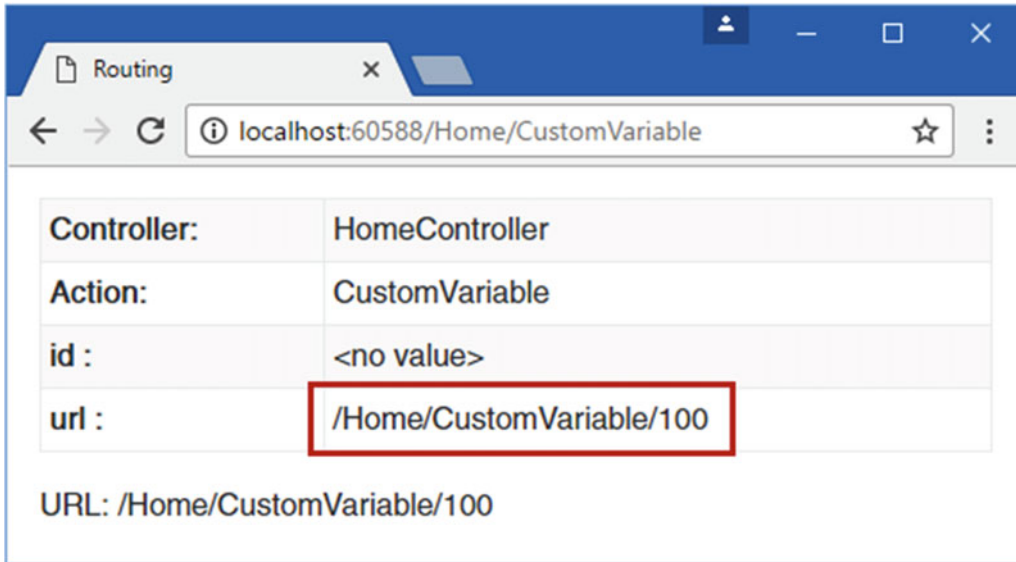 Routing
localhost:60588/Home/CustomVariable
Controller: HomeController
Action: CustomVariable
id : <no value>
url : /Home/CustomVariable/100
URL: /Home/CustomVariable/100